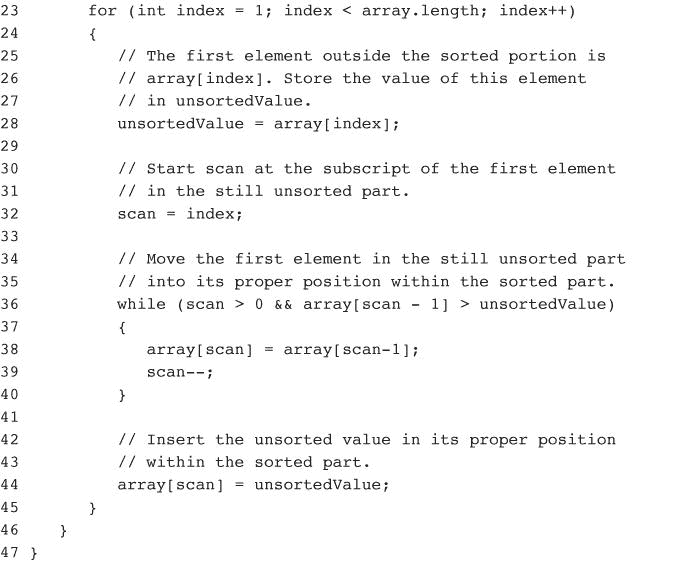 23       for (int index = 1; index < array.length; index++)
24       {
25          // The first element outside the sorted portion is
26          // array[index]. Store the value of this element
27          // in unsortedValue.
28          unsortedValue = array[index];
29
30          // Start scan at the subscript of the first element
31          // in the still unsorted part.
32          scan = index;
33
34          // Move the first element in the still unsorted part
35          // into its proper position within the sorted part.
36          while (scan > 0 && array[scan - 1] > unsortedValue)
37          {
38             array[scan] = array[scan-1];
39             scan--;
40          }
41
42          // Insert the unsorted value in its proper position
43          // within the sorted part.
44          array[scan] = unsortedValue;
45       }
46    }
47 }